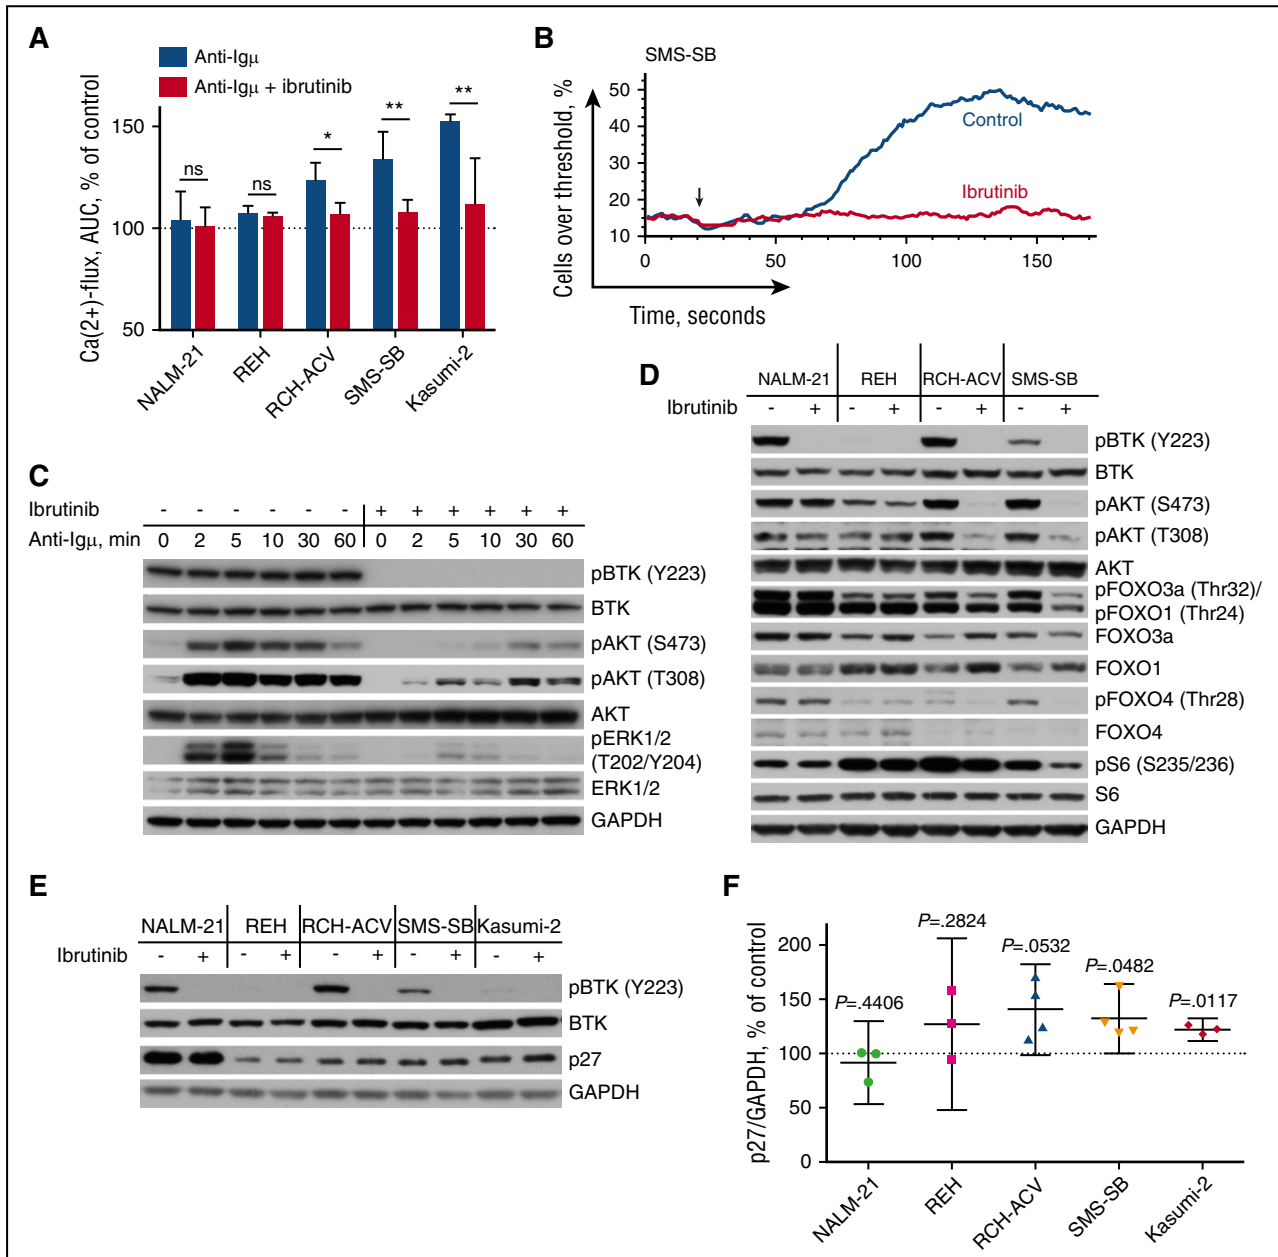 A
Anti-Igµ
Anti-Igµ + ibrutinib
Ca(2+)-flux, AUC, % of control
150
100
50
ns
ns
*
**
**
NALM-21
REH
RCH-ACV
SMS-SB
Kasumi-2
B
SMS-SB
Cells over threshold, %
50
40
30
20
10
Control
Ibrutinib
0 50 100 150
Time, seconds
C
Ibrutinib - - - - - - + + + + + +
Anti-Igµ, min 0 2 5 10 30 60 0 2 5 10 30 60
pBTK (Y223)
BTK
pAKT (S473)
pAKT (T308)
AKT
pERK1/2
(T202/Y204)
ERK1/2
GAPDH
D
NALM-21 REH RCH-ACV SMS-SB
Ibrutinib - + - + - + - +
pBTK (Y223)
BTK
pAKT (S473)
pAKT (T308)
AKT
pFOXO3a (Thr32)/
pFOXO1 (Thr24)
FOXO3a
FOXO1
pFOXO4 (Thr28)
FOXO4
pS6 (S235/236)
S6
GAPDH
E
NALM-21 REH RCH-ACV SMS-SB Kasumi-2
Ibrutinib - + - + - + - + - +
pBTK (Y223)
BTK
p27
GAPDH
F
p27/GAPDH, % of control
200
150
100
50
0
P=.4406
P=.2824
P=.0532
P=.0482
P=.0117
NALM-21
REH
RCH-ACV
SMS-SB
Kasumi-2